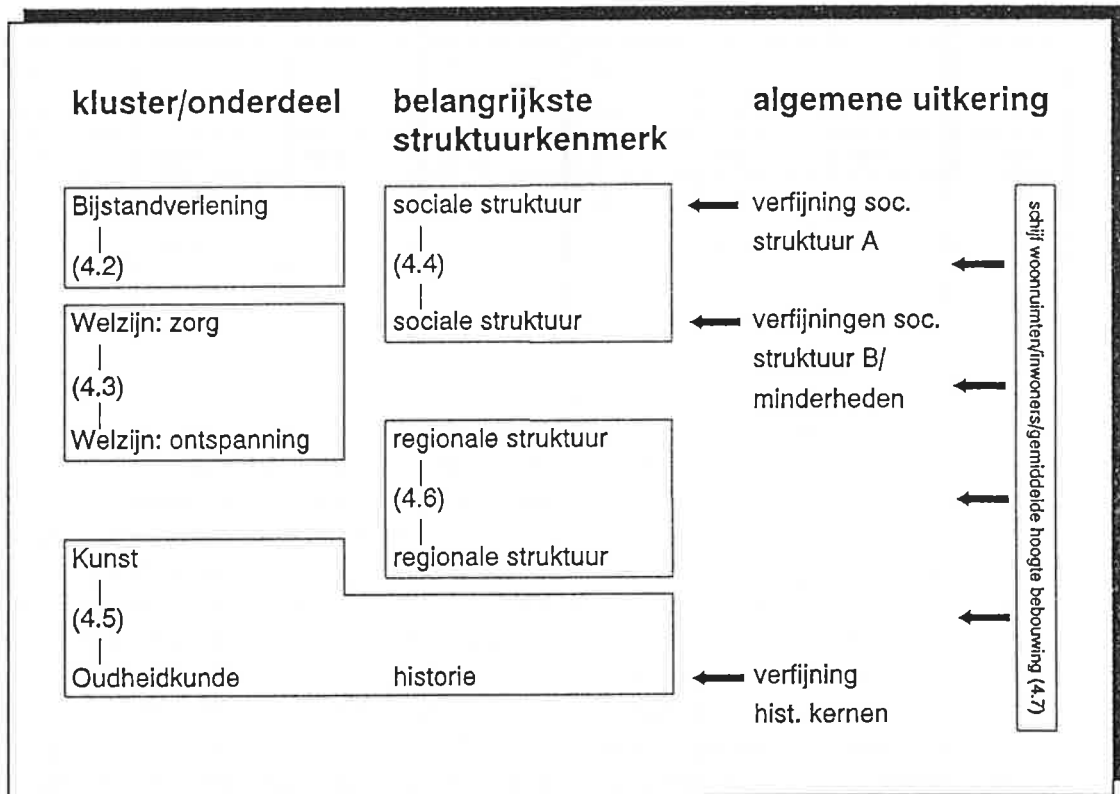 kluster/onderdeel
belangrijkste
struktuurkenmerk
algemene uitkering
Bijstandverlening
(4.2)
Welzijn: zorg
(4.3)
Welzijn: ontspanning
Kunst
(4.5)
Oudheidkunde
sociale struktuur
(4.4)
sociale struktuur
regionale struktuur
(4.6)
regionale struktuur
historie
verfijning soc.
struktuur A
verfijningen soc.
struktuur B/
minderheden
verfijning
hist. kernen
schijf woonruimten/inwoners/gemiddelde hoogte bebouwing (4.7)